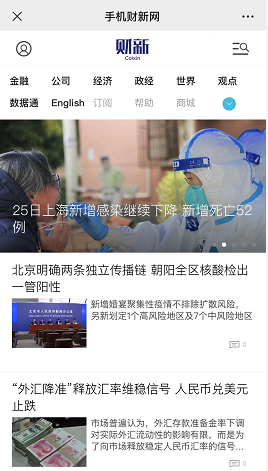 手机财新网
财新
Caixin
金融 公司 经济 政经 世界 观点
数据通 English 订阅 帮助 商城
25日上海新增感染继续下降 新增死亡52
例
北京明确两条独立传播链 朝阳全区核酸检出
一管阳性
新增婚宴聚集性疫情不排除扩散风险，
另新划定1个高风险地区及7个中风险地区
0
“外汇降准”释放汇率维稳信号 人民币兑美元
止跌
市场普遍认为，外汇存款准备金率下调
对实际外汇流动性的影响有限，而是为
了向市场释放稳定人民币汇率的信号...
0